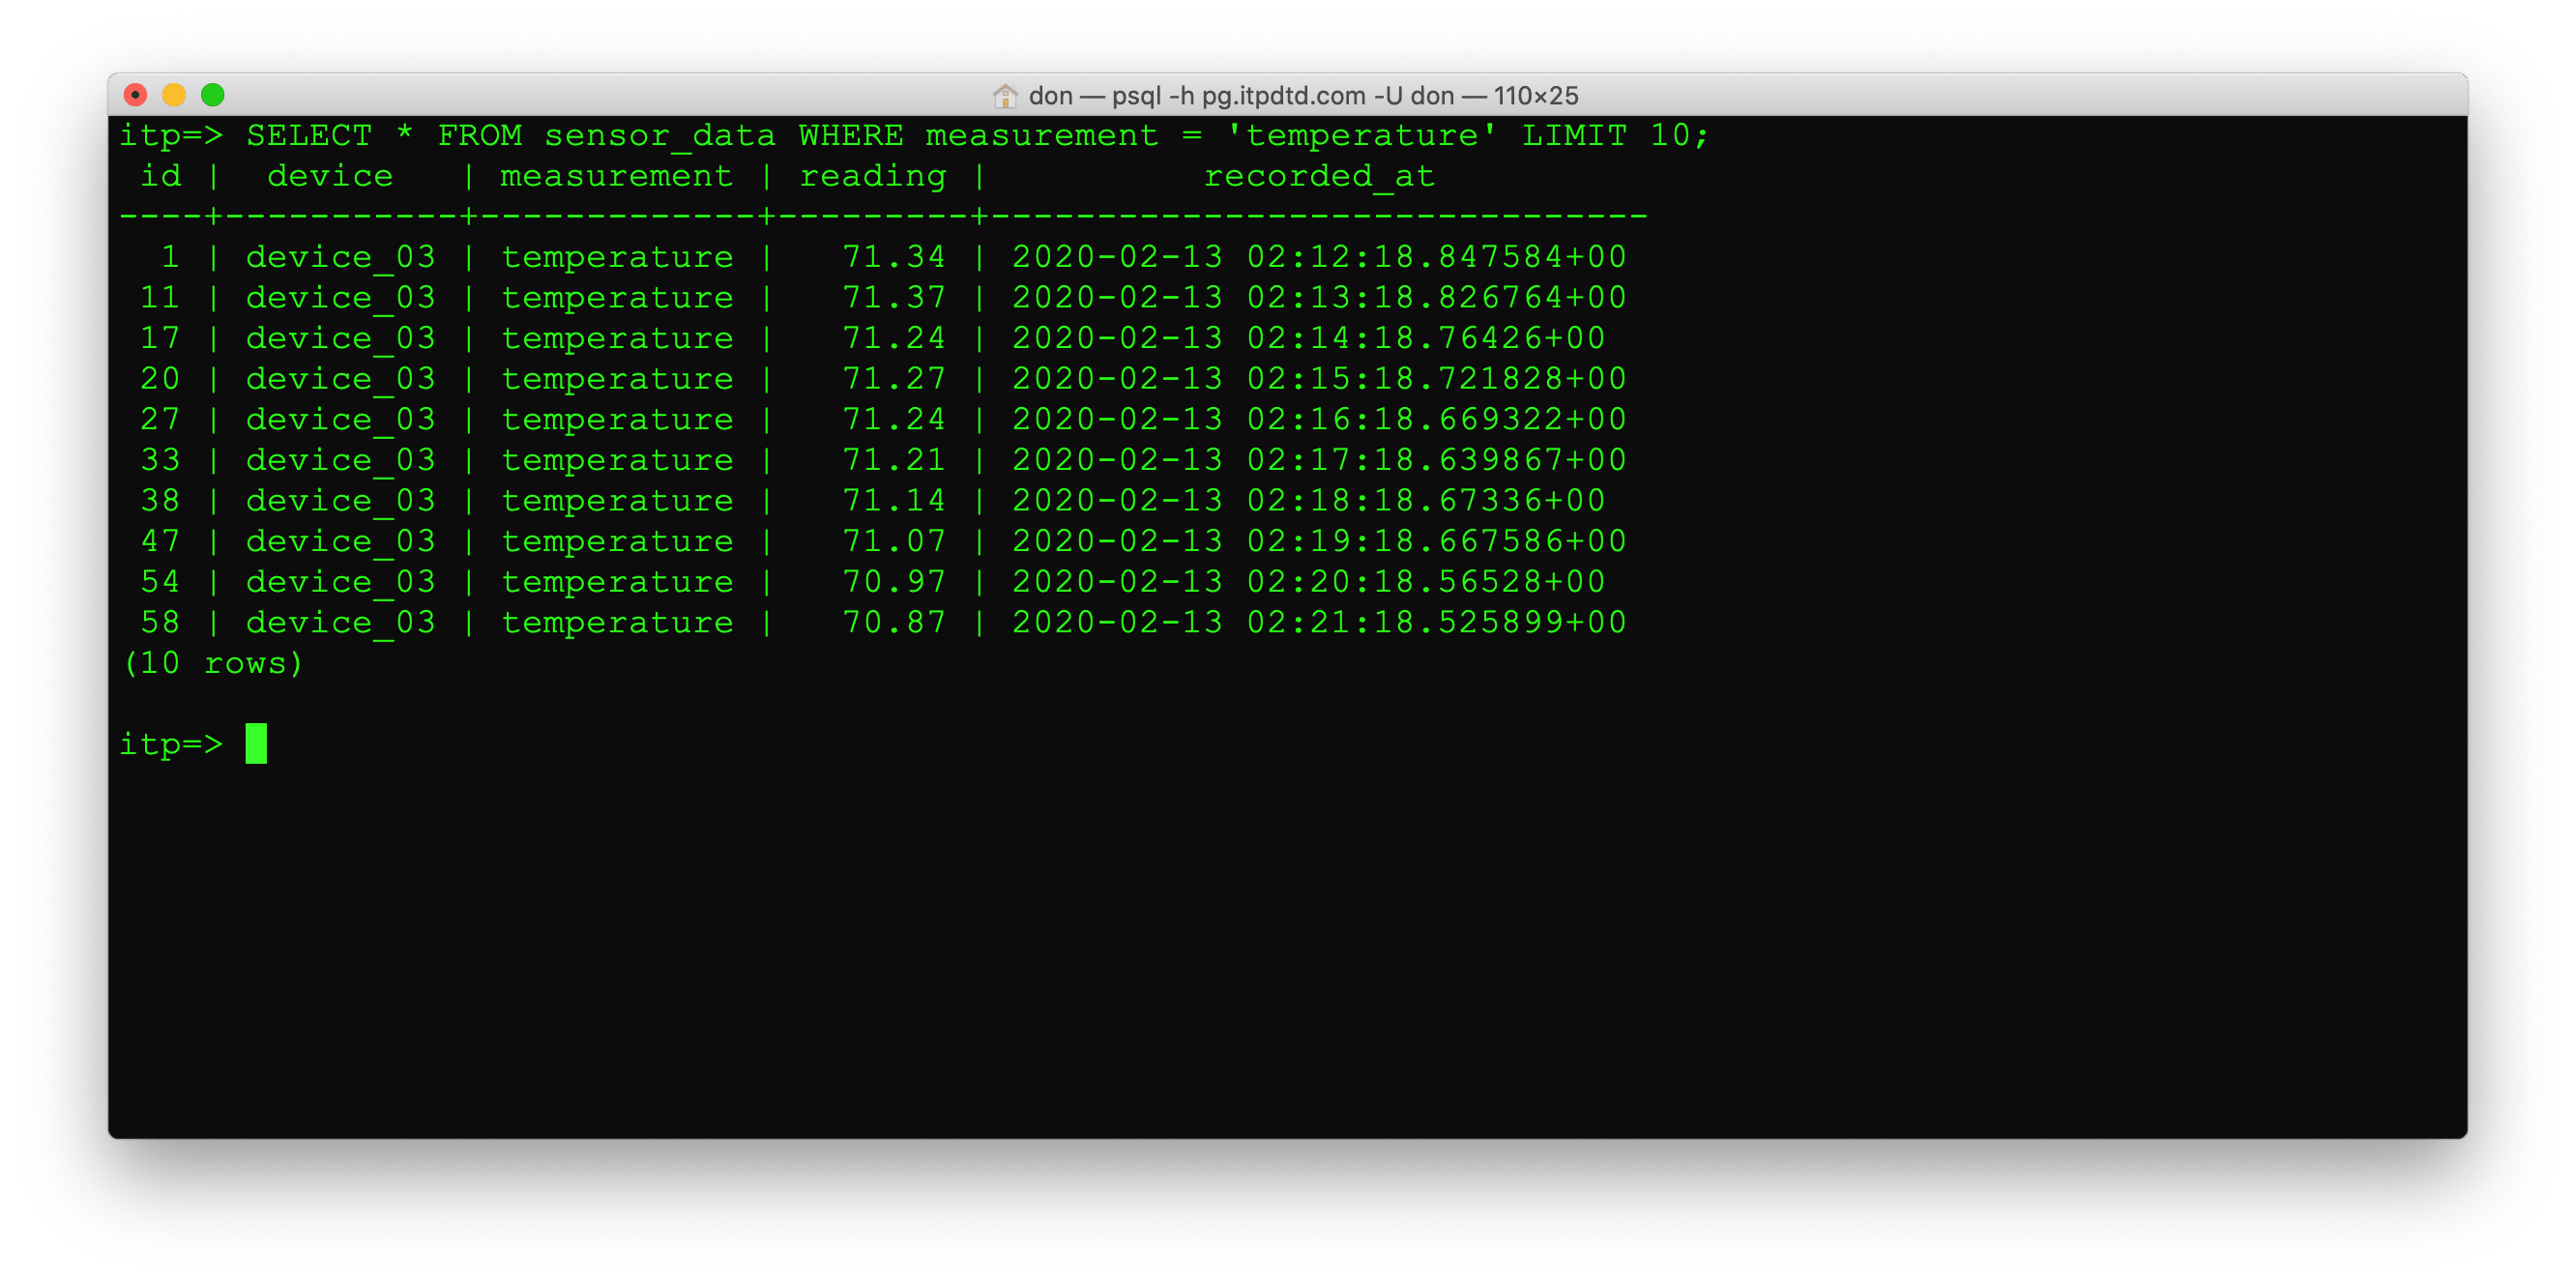 don — psql -h pg.itpdtd.com -U don — 110×25
itp=> SELECT * FROM sensor_data WHERE measurement = 'temperature' LIMIT 10;
 id |  device   | measurement | reading |          recorded_at
----+-----------+-------------+---------+-------------------------------
  1 | device_03 | temperature |   71.34 | 2020-02-13 02:12:18.847584+00
 11 | device_03 | temperature |   71.37 | 2020-02-13 02:13:18.826764+00
 17 | device_03 | temperature |   71.24 | 2020-02-13 02:14:18.76426+00
 20 | device_03 | temperature |   71.27 | 2020-02-13 02:15:18.721828+00
 27 | device_03 | temperature |   71.24 | 2020-02-13 02:16:18.669322+00
 33 | device_03 | temperature |   71.21 | 2020-02-13 02:17:18.639867+00
 38 | device_03 | temperature |   71.14 | 2020-02-13 02:18:18.67336+00
 47 | device_03 | temperature |   71.07 | 2020-02-13 02:19:18.667586+00
 54 | device_03 | temperature |   70.97 | 2020-02-13 02:20:18.56528+00
 58 | device_03 | temperature |   70.87 | 2020-02-13 02:21:18.525899+00
(10 rows)
itp=>